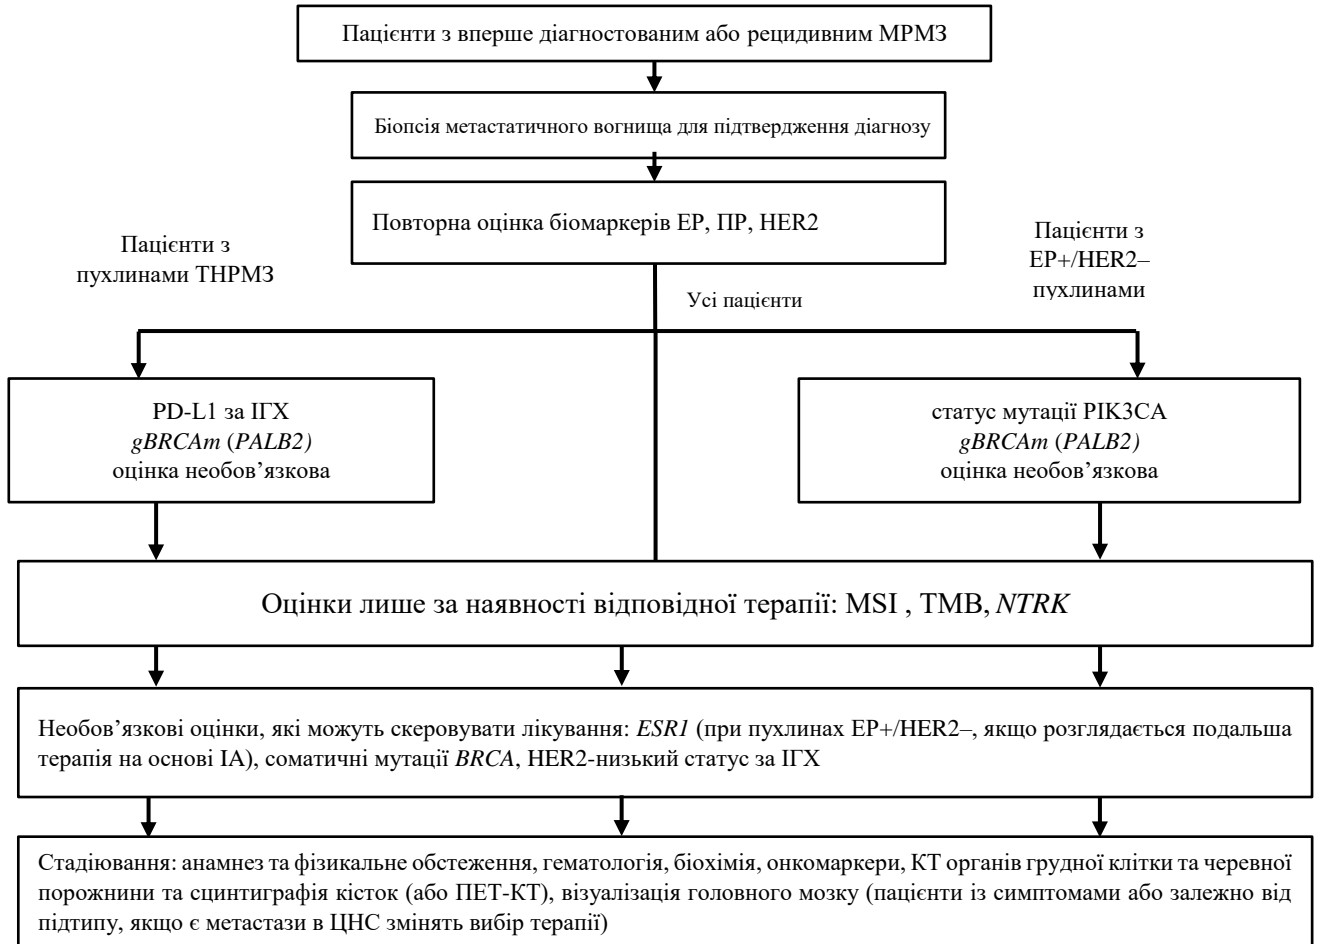 Пацієнти з вперше діагностованим або рецидивним МРМЗ
Біопсія метастатичного вогнища для підтвердження діагнозу
Повторна оцінка біомаркерів ЕР, ПР, HER2
Пацієнти з
пухлинами ТНРМЗ
Пацієнти з
ЕР+/HER2–
пухлинами
Усі пацієнти
PD-L1 за ІГХ
gBRCAm (PALB2)
оцінка необов’язкова
статус мутації PIK3CA
gBRCAm (PALB2)
оцінка необов’язкова
Оцінки лише за наявності відповідної терапії: MSI , TMB, NTRK
Необов’язкові оцінки, які можуть скеровувати лікування: ESR1 (при пухлинах ЕР+/HER2–, якщо розглядається подальша
терапія на основі ІА), соматичні мутації BRCA, HER2-низький статус за ІГХ
Стадіювання: анамнез та фізикальне обстеження, гематологія, біохімія, онкомаркери, КТ органів грудної клітки та черевної
порожнини та сцинтиграфія кісток (або ПЕТ-КТ), візуалізація головного мозку (пацієнти із симптомами або залежно від
підтипу, якщо є метастази в ЦНС змінять вибір терапії)